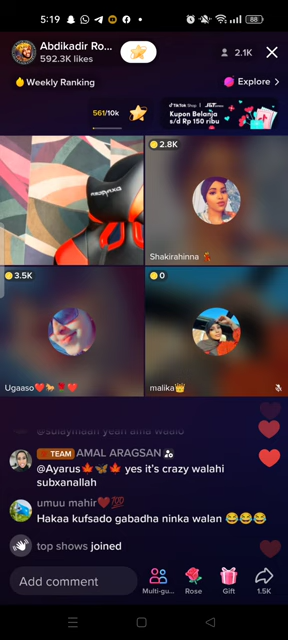 5:19
88
Abdikadir Ro...
592.3K likes
2.1K
Weekly Ranking
Explore >
561/10k
TikTok Shop
J&T
Kupon Belanja
s/d Rp 150 ribu
2.8K
Shakirahinna
3.5K
Ugaaso❤️🐎🌹❤️
0
malika👑
TEAM AMAL ARAGSAN
@Ayarus🍁🦋🍁 yes it's crazy walahi
subxanallah
umuu mahir❤️💯
Hakaa kufsado gabadha ninka walan 😂😂😂
top shows joined
Add comment
Multi-gu...
Rose
Gift
1.5K